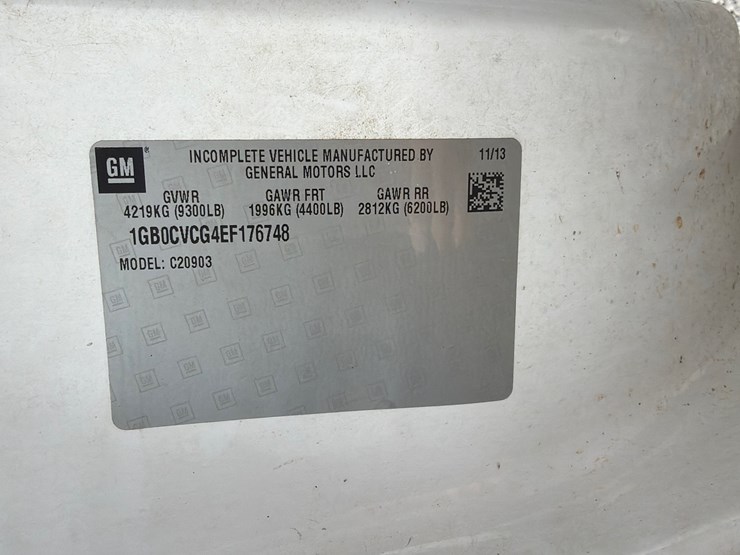 GM ® INCOMPLETE VEHICLE MANUFACTURED BY 11/13
GENERAL MOTORS LLC
GVWR GAWR FRT GAWR RR
4219KG (9300LB) 1996KG (4400LB) 2812KG (6200LB)
1GB0CVCG4EF176748
MODEL: C20903